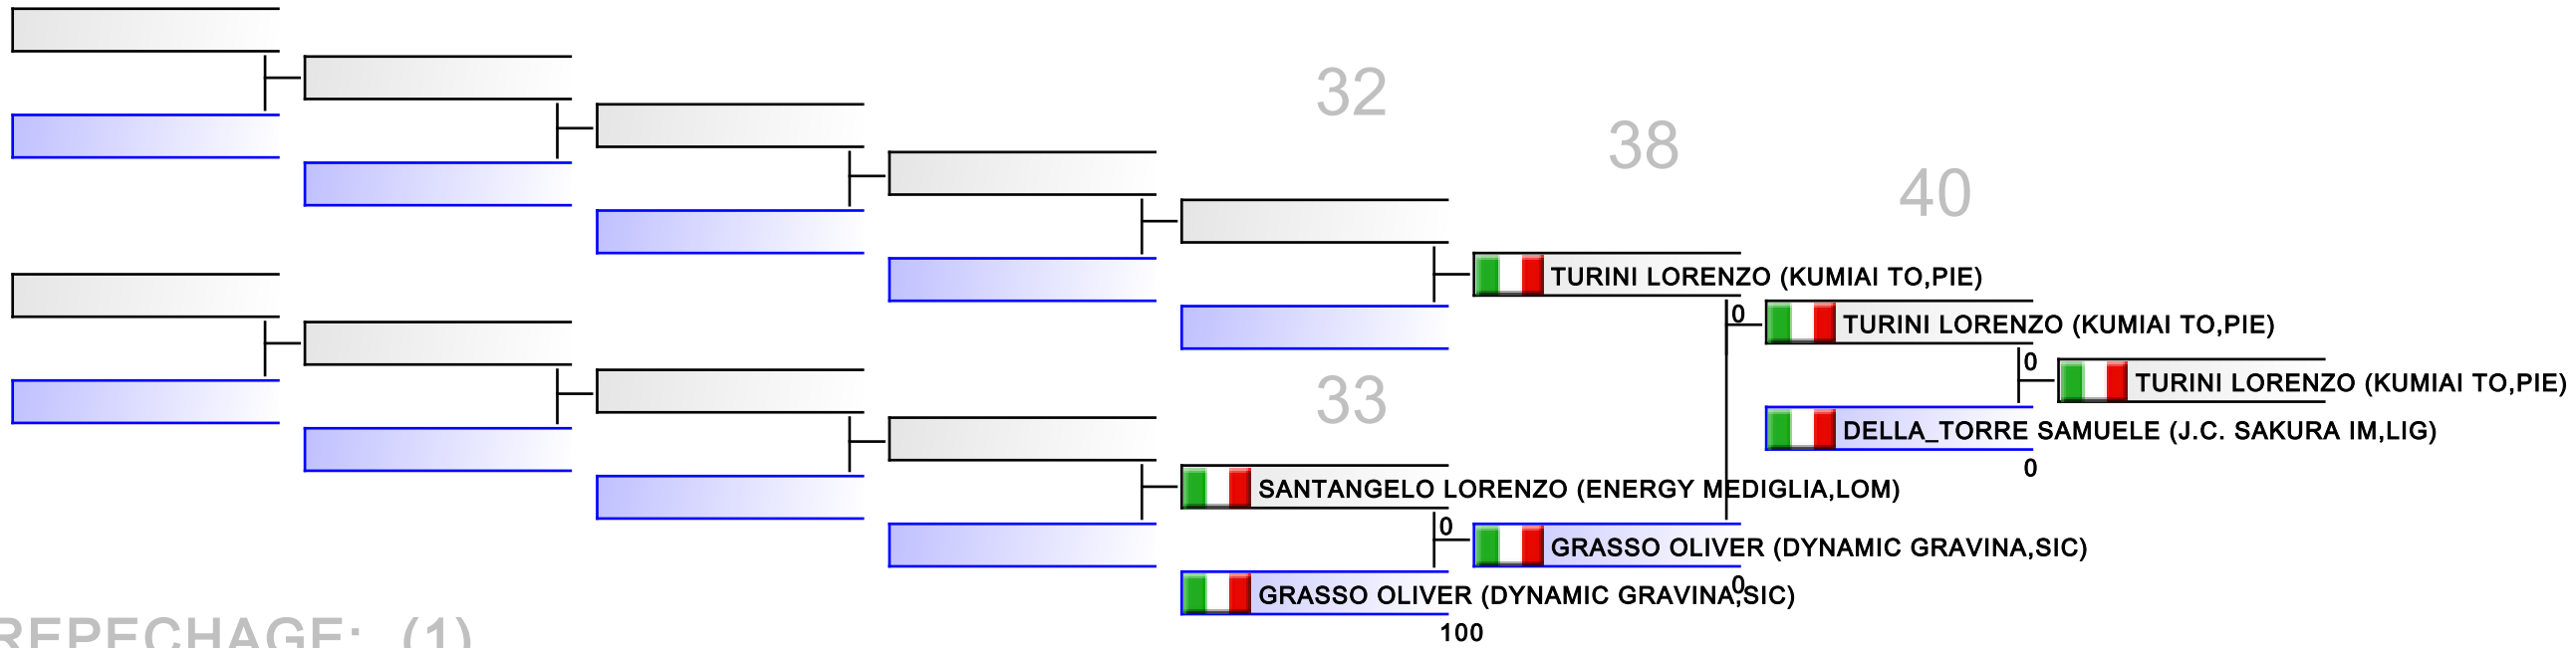 32
38
40
TURINI LORENZO (KUMIAI TO,PIE)
0
TURINI LORENZO (KUMIAI TO,PIE)
0
TURINI LORENZO (KUMIAI TO,PIE)
33
DELLA_TORRE SAMUELE (J.C. SAKURA IM,LIG)
0
SANTANGELO LORENZO (ENERGY MEDIGLIA,LOM)
0
GRASSO OLIVER (DYNAMIC GRAVINA,SIC)
0
GRASSO OLIVER (DYNAMIC GRAVINA,SIC)
100
REPECHAGE: (1)